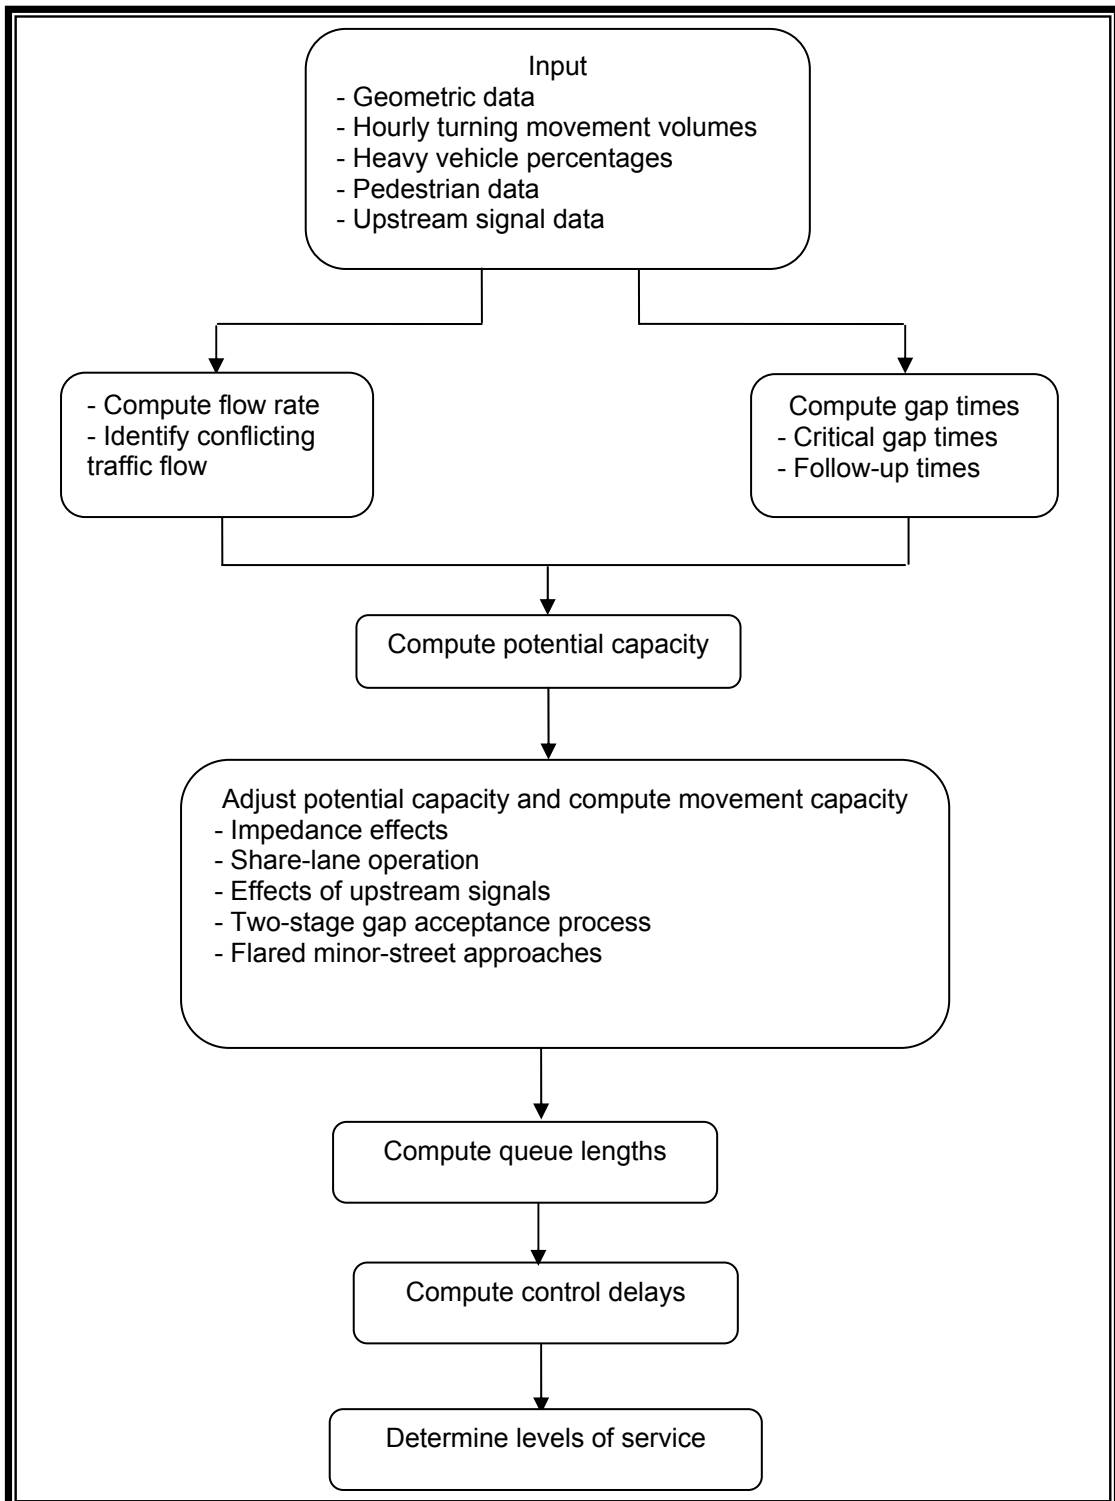 Input
- Geometric data
- Hourly turning movement volumes
- Heavy vehicle percentages
- Pedestrian data
- Upstream signal data
- Compute flow rate
- Identify conflicting
traffic flow
Compute gap times
- Critical gap times
- Follow-up times
Compute potential capacity
Adjust potential capacity and compute movement capacity
- Impedance effects
- Share-lane operation
- Effects of upstream signals
- Two-stage gap acceptance process
- Flared minor-street approaches
Compute queue lengths
Compute control delays
Determine levels of service